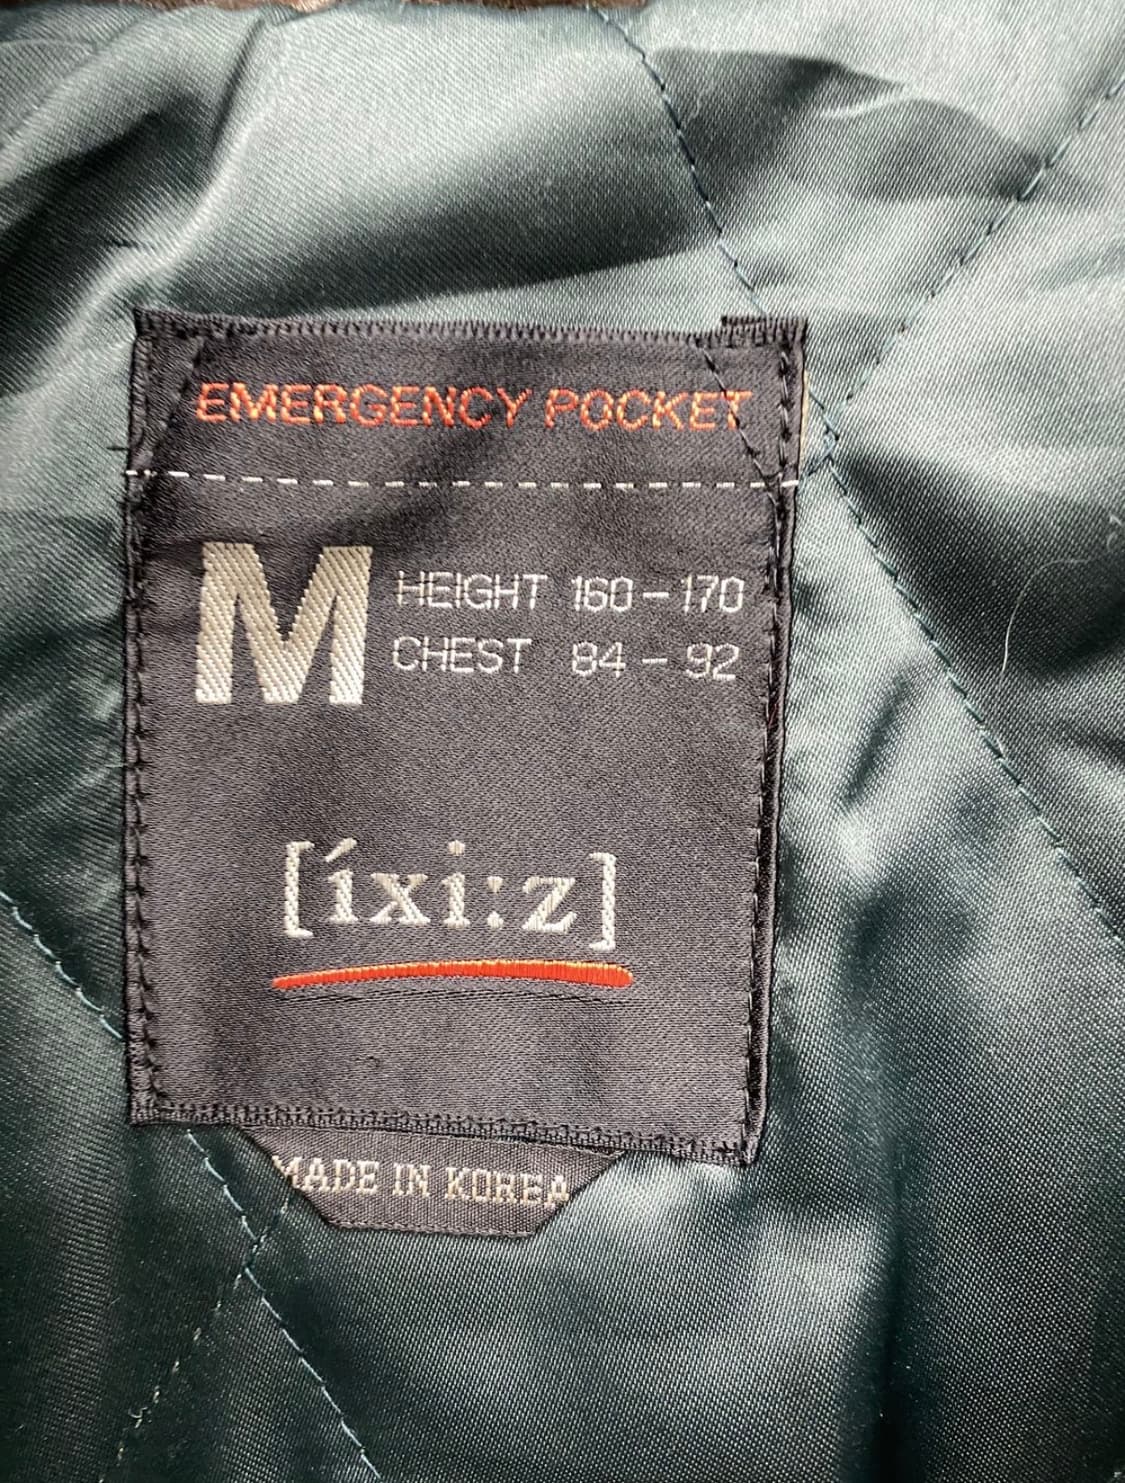 EMERGENCY POCKET
M
HEIGHT 160-170
CHEST 84-92
[íxi:z]
MADE IN KOREA